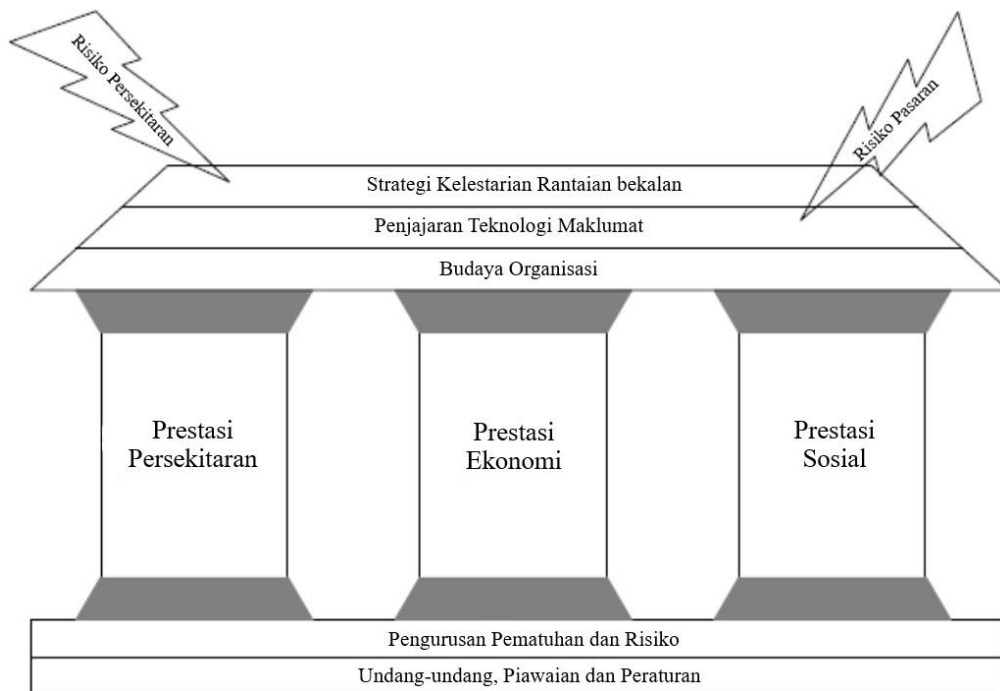 Risiko Persekitaran
Risiko Pasaran
Strategi Kelestarian Rantaian bekalan
Penjajaran Teknologi Maklumat
Budaya Organisasi
Prestasi
Persekitaran
Prestasi
Ekonomi
Prestasi
Sosial
Pengurusan Pematuhan dan Risiko
Undang-undang, Piawaian dan Peraturan